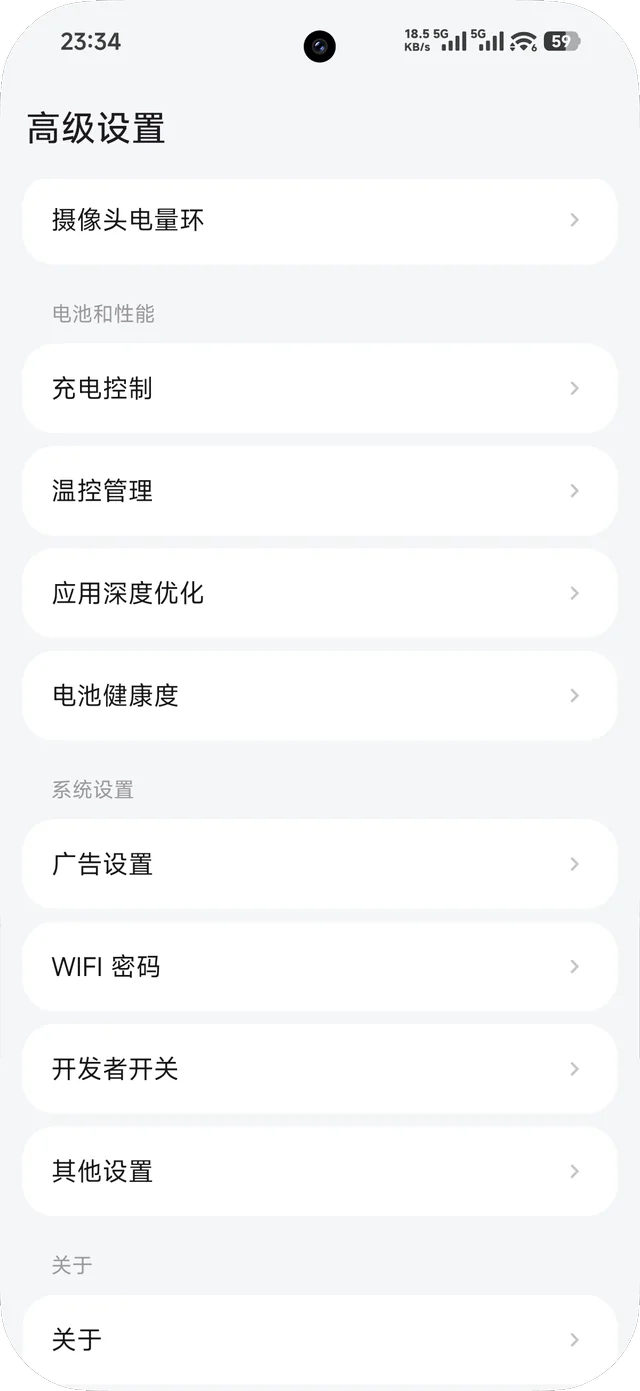 23:34
18.5 KB/s 5G 5G 6 59
高级设置
摄像头电量环
电池和性能
充电控制
温控管理
应用深度优化
电池健康度
系统设置
广告设置
WIFI 密码
开发者开关
其他设置
关于
关于